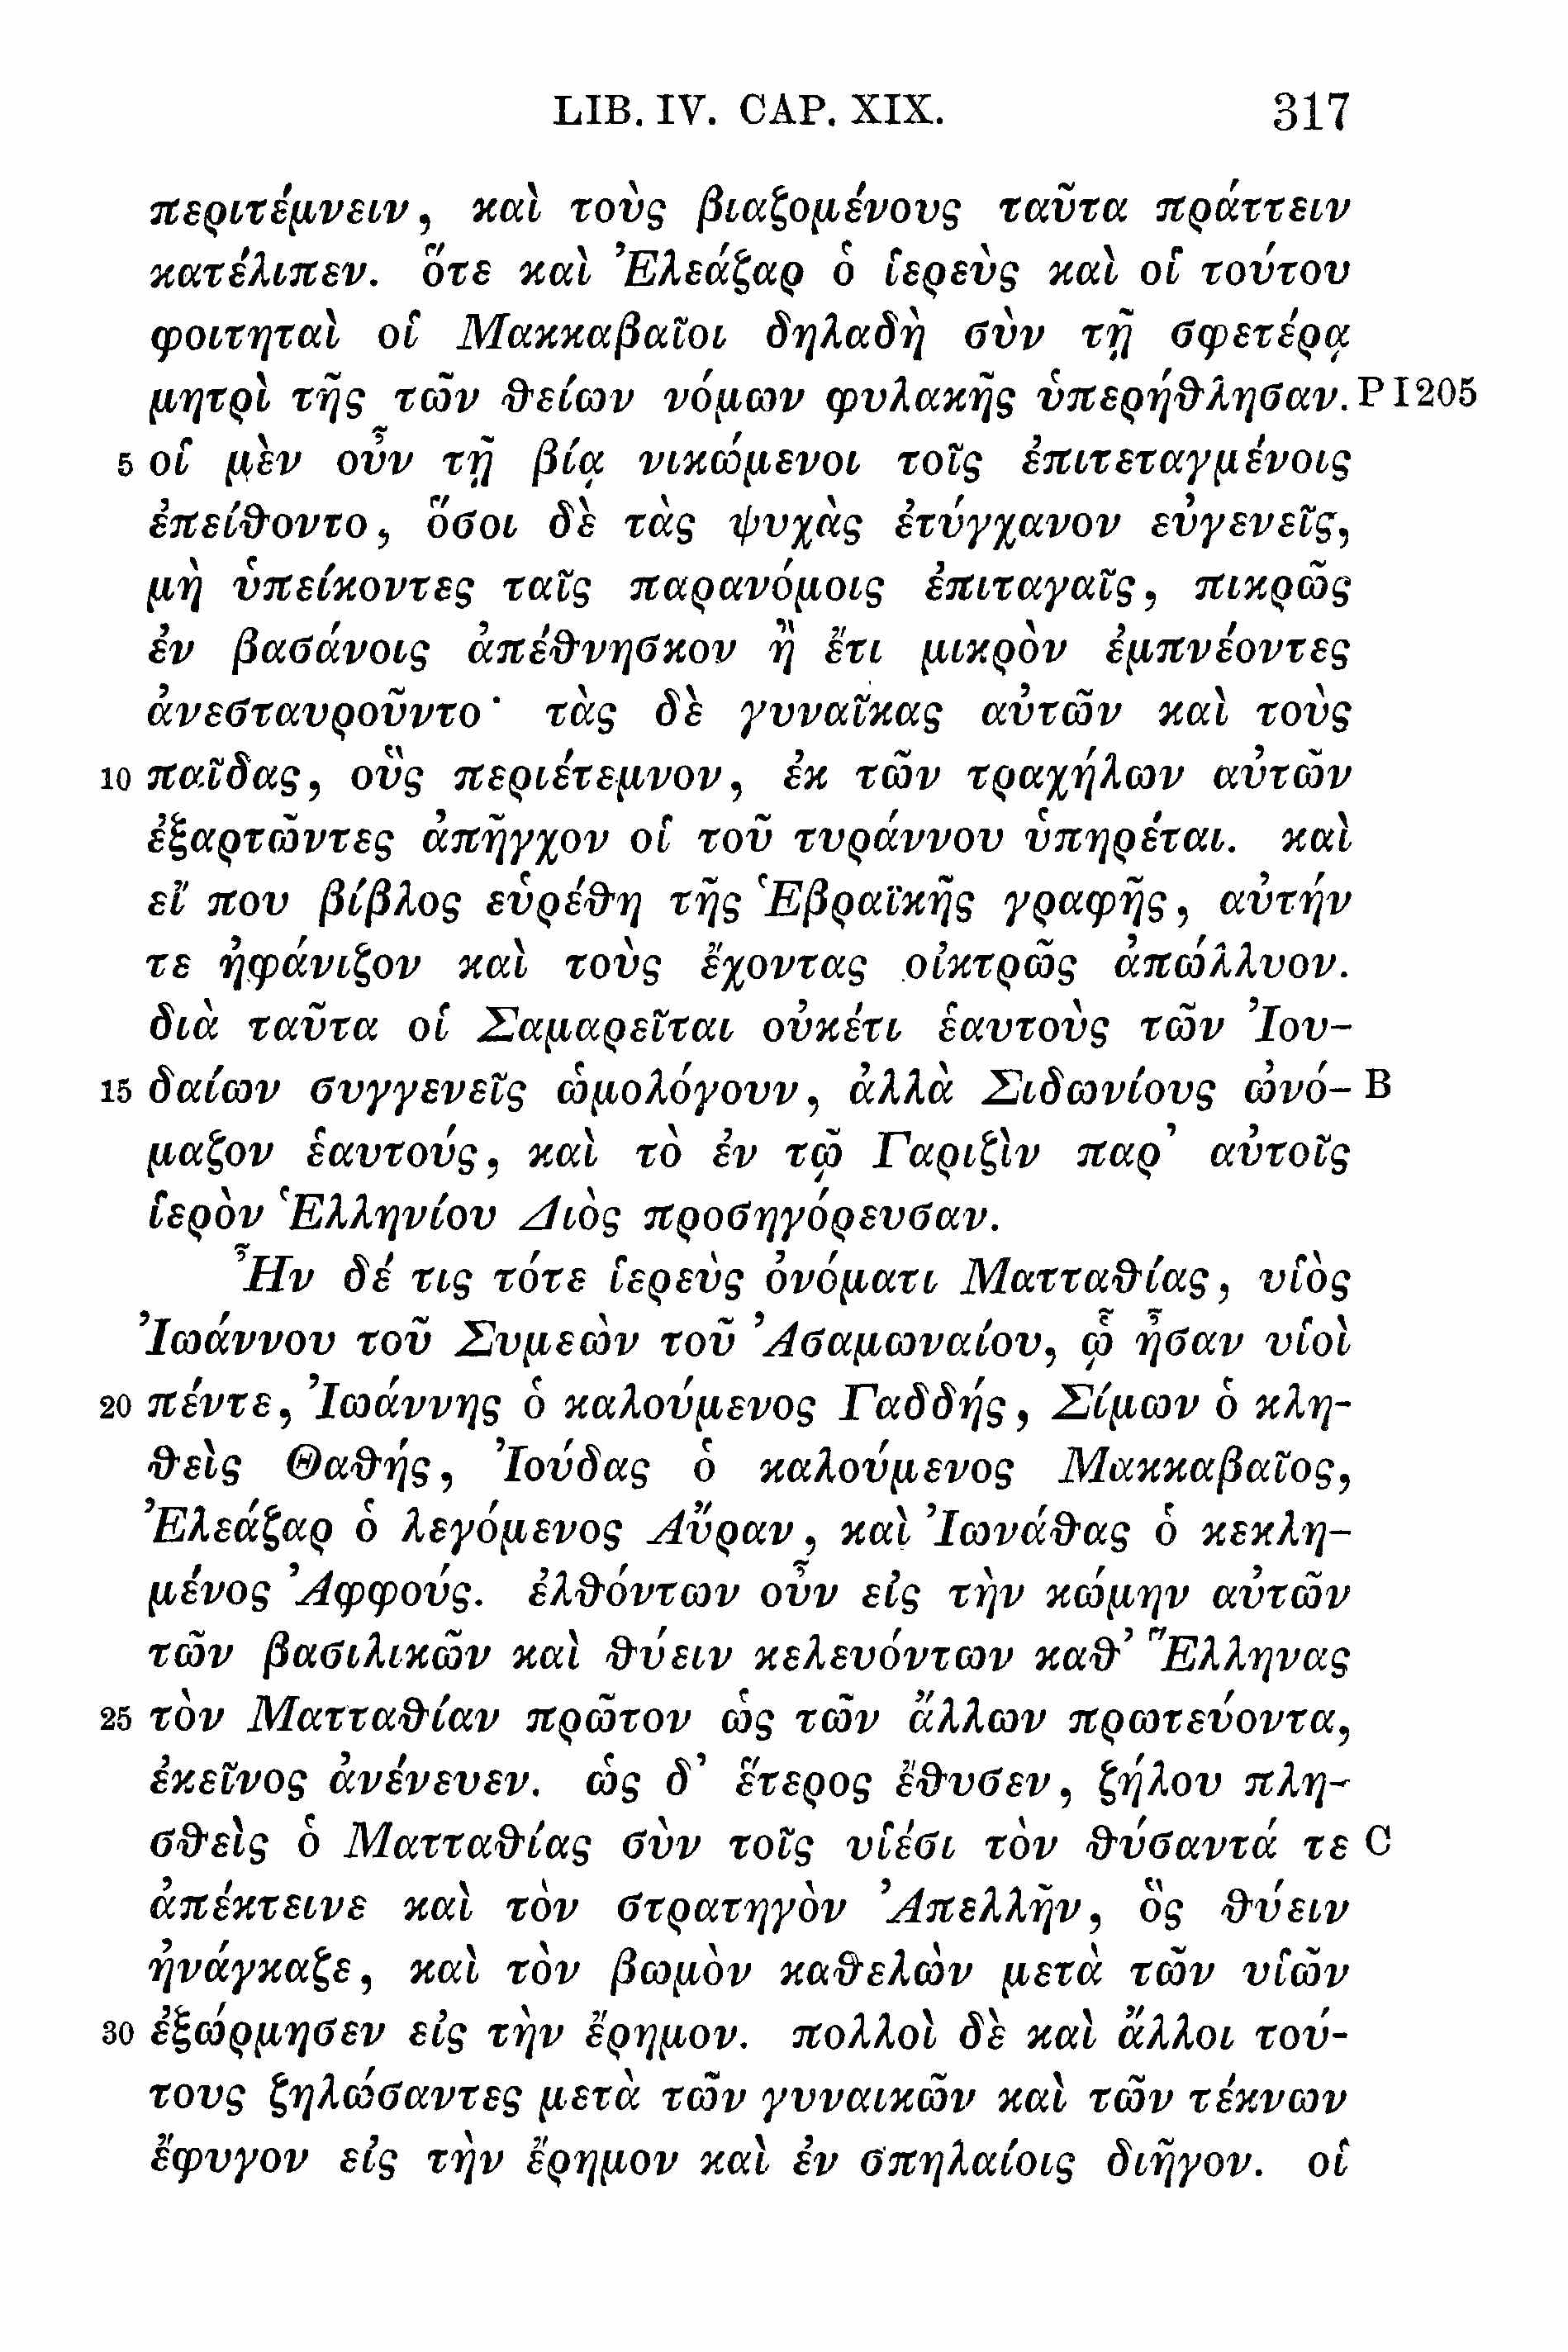 LIB. IV. CAP. XIX. 317
περιτέμνειν, καὶ τοὺς βιαζομένους ταῦτα πράττειν
κατέλιπεν. ὅτε καὶ Ἐλεάζαρ ὁ ἱερεὺς καὶ οἱ τούτου
φοιτηταὶ οἱ Μακκαβαῖοι δηλαδὴ σὺν τῇ σφετέρᾳ
μητρὶ τῆς τῶν θείων νόμων φυλακῆς ὑπερήθλησαν. P I 205
5 οἱ μὲν οὖν τῇ βίᾳ νικώμενοι τοῖς ἐπιτεταγμένοις
ἐπείθοντο, ὅσοι δὲ τὰς ψυχὰς ἐτύγχανον εὐγενεῖς,
μὴ ὑπείκοντες ταῖς παρανόμοις ἐπιταγαῖς, πικρῶς
ἐν βασάνοις ἀπέθνησκον ἢ ἔτι μικρὸν ἐμπνέοντες
ἀνεσταυροῦντο· τὰς δὲ γυναῖκας αὐτῶν καὶ τοὺς
10 παῖδας, οὓς περιέτεμνον, ἐκ τῶν τραχήλων αὐτῶν
ἐξαρτῶντες ἀπῆγχον οἱ τοῦ τυράννου ὑπηρέται. καὶ
εἴ που βίβλος εὑρέθη τῆς Ἑβραϊκῆς γραφῆς, αὐτήν
τε ἠφάνιζον καὶ τοὺς ἔχοντας οἰκτρῶς ἀπώλλυον.
διὰ ταῦτα οἱ Σαμαρεῖται οὐκέτι ἑαυτοὺς τῶν Ἰου-
15 δαίων συγγενεῖς ὡμολόγουν, ἀλλὰ Σιδωνίους ὠνό- B
μαζον ἑαυτούς, καὶ τὸ ἐν τῷ Γαριζὶν παρ᾽ αὐτοῖς
ἱερὸν Ἑλληνίου Διὸς προσηγόρευσαν.
Ἦν δέ τις τότε ἱερεὺς ὀνόματι Ματταθίας, υἱὸς
Ἰωάννου τοῦ Συμεὼν τοῦ Ἀσαμωναίου, ᾧ ἦσαν υἱοὶ
20 πέντε, Ἰωάννης ὁ καλούμενος Γαδδής, Σίμων ὁ κλη-
θεὶς Θαθής, Ἰούδας ὁ καλούμενος Μακκαβαῖος,
Ἐλεάζαρ ὁ λεγόμενος Αὔραν, καὶ Ἰωνάθας ὁ κεκλη-
μένος Ἀφφούς. ἐλθόντων οὖν εἰς τὴν κώμην αὐτῶν
τῶν βασιλικῶν καὶ θύειν κελευόντων καθ᾽ Ἕλληνας
25 τὸν Ματταθίαν πρῶτον ὡς τῶν ἄλλων πρωτεύοντα,
ἐκεῖνος ἀνένευεν. ὡς δ᾽ ἕτερος ἔθυσεν, ζήλου πλη-
σθεὶς ὁ Ματταθίας σὺν τοῖς υἱέσι τὸν θύσαντά τε C
ἀπέκτεινε καὶ τὸν στρατηγὸν Ἀπελλῆν, ὃς θύειν
ἠνάγκαζε, καὶ τὸν βωμὸν καθελὼν μετὰ τῶν υἱῶν
30 ἐξώρμησεν εἰς τὴν ἔρημον. πολλοὶ δὲ καὶ ἄλλοι τού-
τους ζηλώσαντες μετὰ τῶν γυναικῶν καὶ τῶν τέκνων
ἔφυγον εἰς τὴν ἔρημον καὶ ἐν σπηλαίοις διῆγον. οἱ